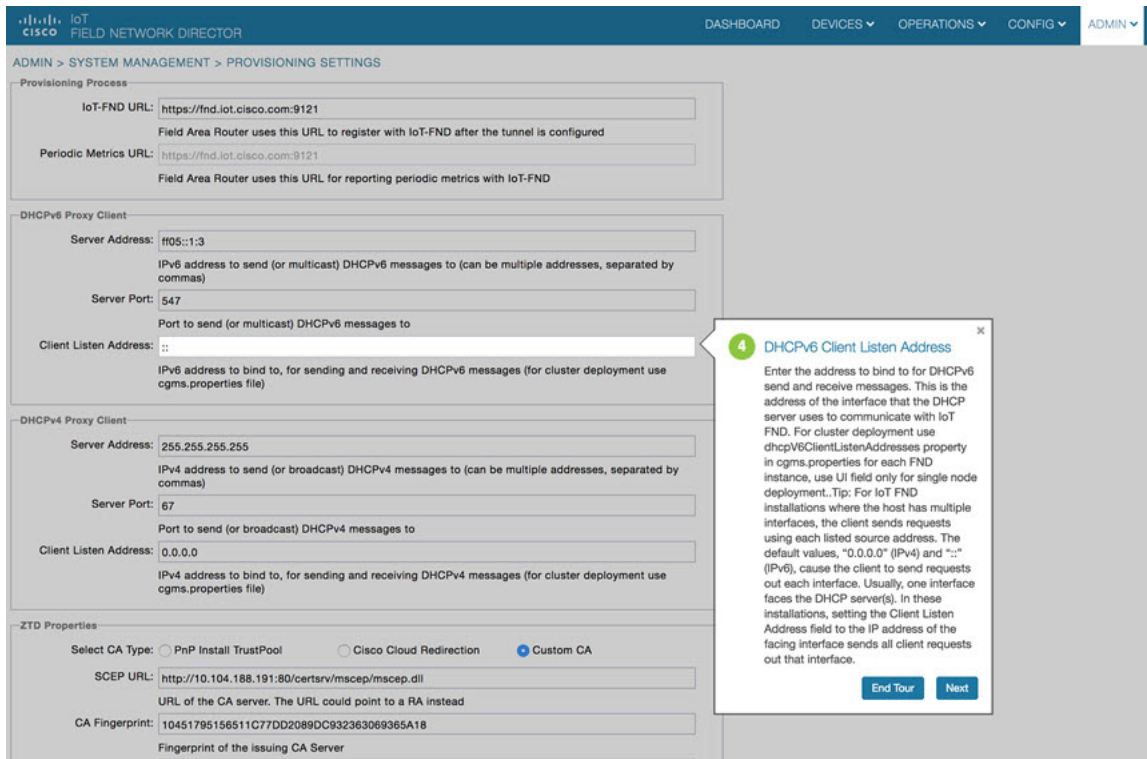 IoT
CISCO FIELD NETWORK DIRECTOR
DASHBOARD DEVICES OPERATIONS CONFIG ADMIN
ADMIN > SYSTEM MANAGEMENT > PROVISIONING SETTINGS
Provisioning Process
IoT-FND URL: https://fnd.iot.cisco.com:9121
Field Area Router uses this URL to register with IoT-FND after the tunnel is configured
Periodic Metrics URL: https://fnd.iot.cisco.com:9121
Field Area Router uses this URL for reporting periodic metrics with IoT-FND
DHCPv6 Proxy Client
Server Address: ff05::1:3
IPv6 address to send (or multicast) DHCPv6 messages to (can be multiple addresses, separated by
commas)
Server Port: 547
Port to send (or multicast) DHCPv6 messages to
Client Listen Address: ::
IPv6 address to bind to, for sending and receiving DHCPv6 messages (for cluster deployment use
cgms.properties file)
DHCPv4 Proxy Client
Server Address: 255.255.255.255
IPv4 address to send (or broadcast) DHCPv4 messages to (can be multiple addresses, separated by
commas)
Server Port: 67
Port to send (or broadcast) DHCPv4 messages to
Client Listen Address: 0.0.0.0
IPv4 address to bind to, for sending and receiving DHCPv4 messages (for cluster deployment use
cgms.properties file)
ZTD Properties
Select CA Type: PnP Install TrustPool Cisco Cloud Redirection Custom CA
SCEP URL: http://10.104.188.191:80/certsrv/mscep/mscep.dll
URL of the CA server. The URL could point to a RA instead
CA Fingerprint: 10451795156511C77DD2089DC932363069365A18
Fingerprint of the issuing CA Server
×
4 DHCPv6 Client Listen Address
Enter the address to bind to for DHCPv6
send and receive messages. This is the
address of the interface that the DHCP
server uses to communicate with IoT
FND. For cluster deployment use
dhcpV6ClientListenAddresses property
in cgms.properties for each FND
instance, use UI field only for single node
deployment..Tip: For IoT FND
installations where the host has multiple
interfaces, the client sends requests
using each listed source address. The
default values, "0.0.0.0" (IPv4) and "::"
(IPv6), cause the client to send requests
out each interface. Usually, one interface
faces the DHCP server(s). In these
installations, setting the Client Listen
Address field to the IP address of the
facing interface sends all client requests
out that interface.
End Tour Next